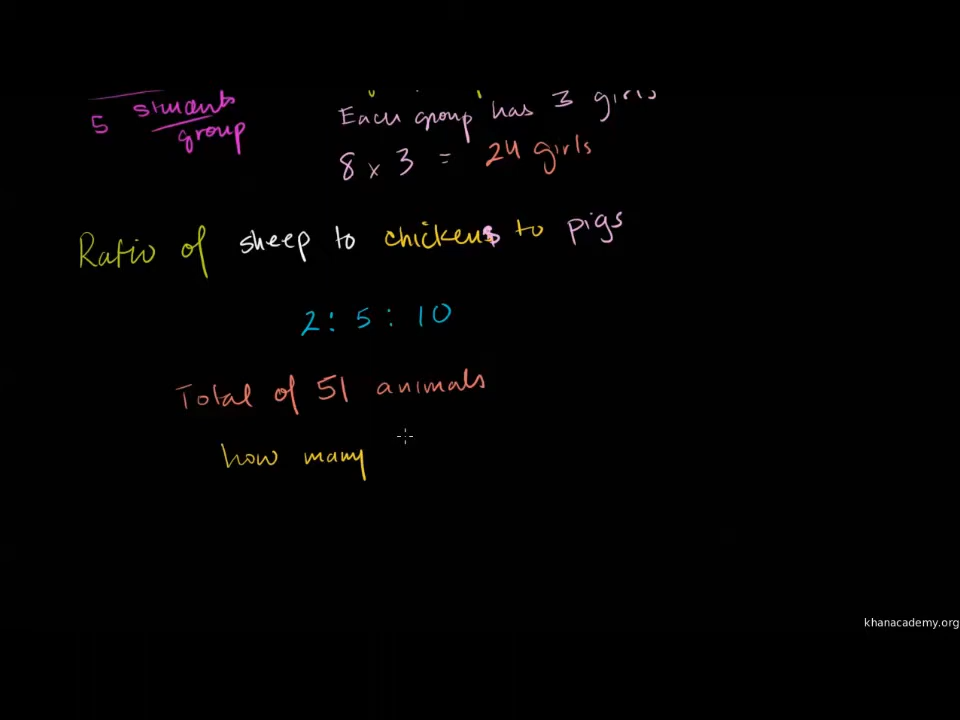 5 students
group
Each group has 3 girls
8 x 3 = 24 girls
Ratio of sheep to chickens to pigs
2 : 5 : 10
Total of 51 animals
how many
khanacademy.org